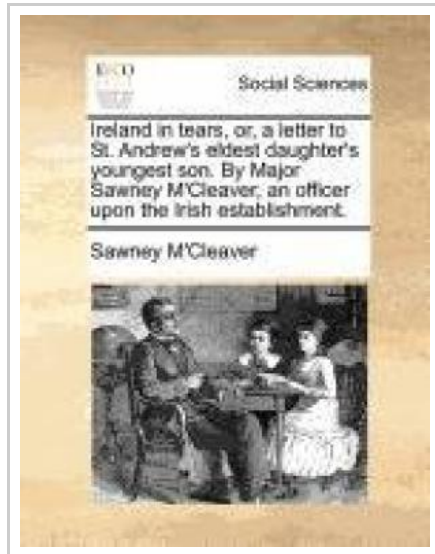 Social Sciences
Ireland in tears, or, a letter to
St. Andrew's eldest daughter's
youngest son. By Major
Sawney M'Cleaver, an officer
upon the Irish establishment.
Sawney M'Cleaver